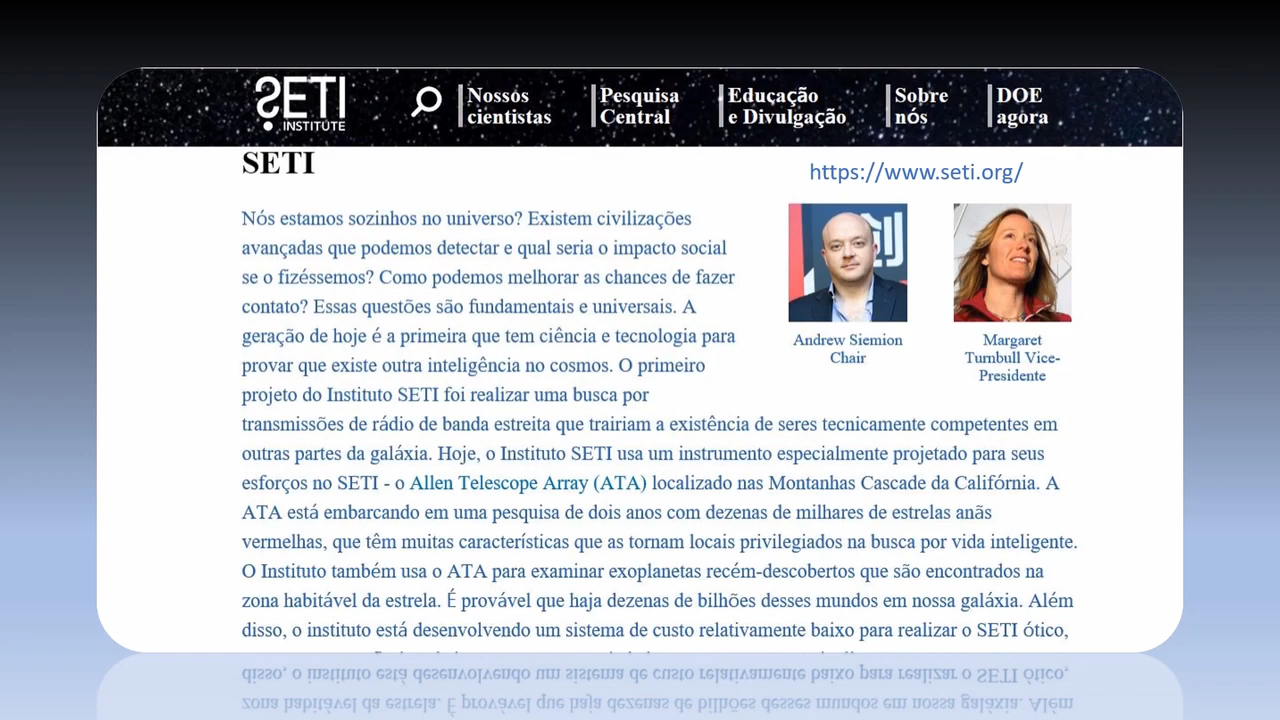 SETI
INSTITUTE
Nossos
cientistas
Pesquisa
Central
Educação
e Divulgação
Sobre
nós
DOE
agora
SETI
https://www.seti.org/
Nós estamos sozinhos no universo? Existem civilizações
avançadas que podemos detectar e qual seria o impacto social
se o fizéssemos? Como podemos melhorar as chances de fazer
contato? Essas questões são fundamentais e universais. A
geração de hoje é a primeira que tem ciência e tecnologia para
provar que existe outra inteligência no cosmos. O primeiro
projeto do Instituto SETI foi realizar uma busca por
创
Andrew Siemion
Chair
Margaret
Turnbull Vice-
Presidente
transmissões de rádio de banda estreita que trairiam a existência de seres tecnicamente competentes em
outras partes da galáxia. Hoje, o Instituto SETI usa um instrumento especialmente projetado para seus
esforços no SETI - o Allen Telescope Array (ATA) localizado nas Montanhas Cascade da Califórnia. A
ATA está embarcando em uma pesquisa de dois anos com dezenas de milhares de estrelas anãs
vermelhas, que têm muitas características que as tornam locais privilegiados na busca por vida inteligente.
O Instituto também usa o ATA para examinar exoplanetas recém-descobertos que são encontrados na
zona habitável da estrela. É provável que haja dezenas de bilhões desses mundos em nossa galáxia. Além
disso, o instituto está desenvolvendo um sistema de custo relativamente baixo para realizar o SETI ótico,